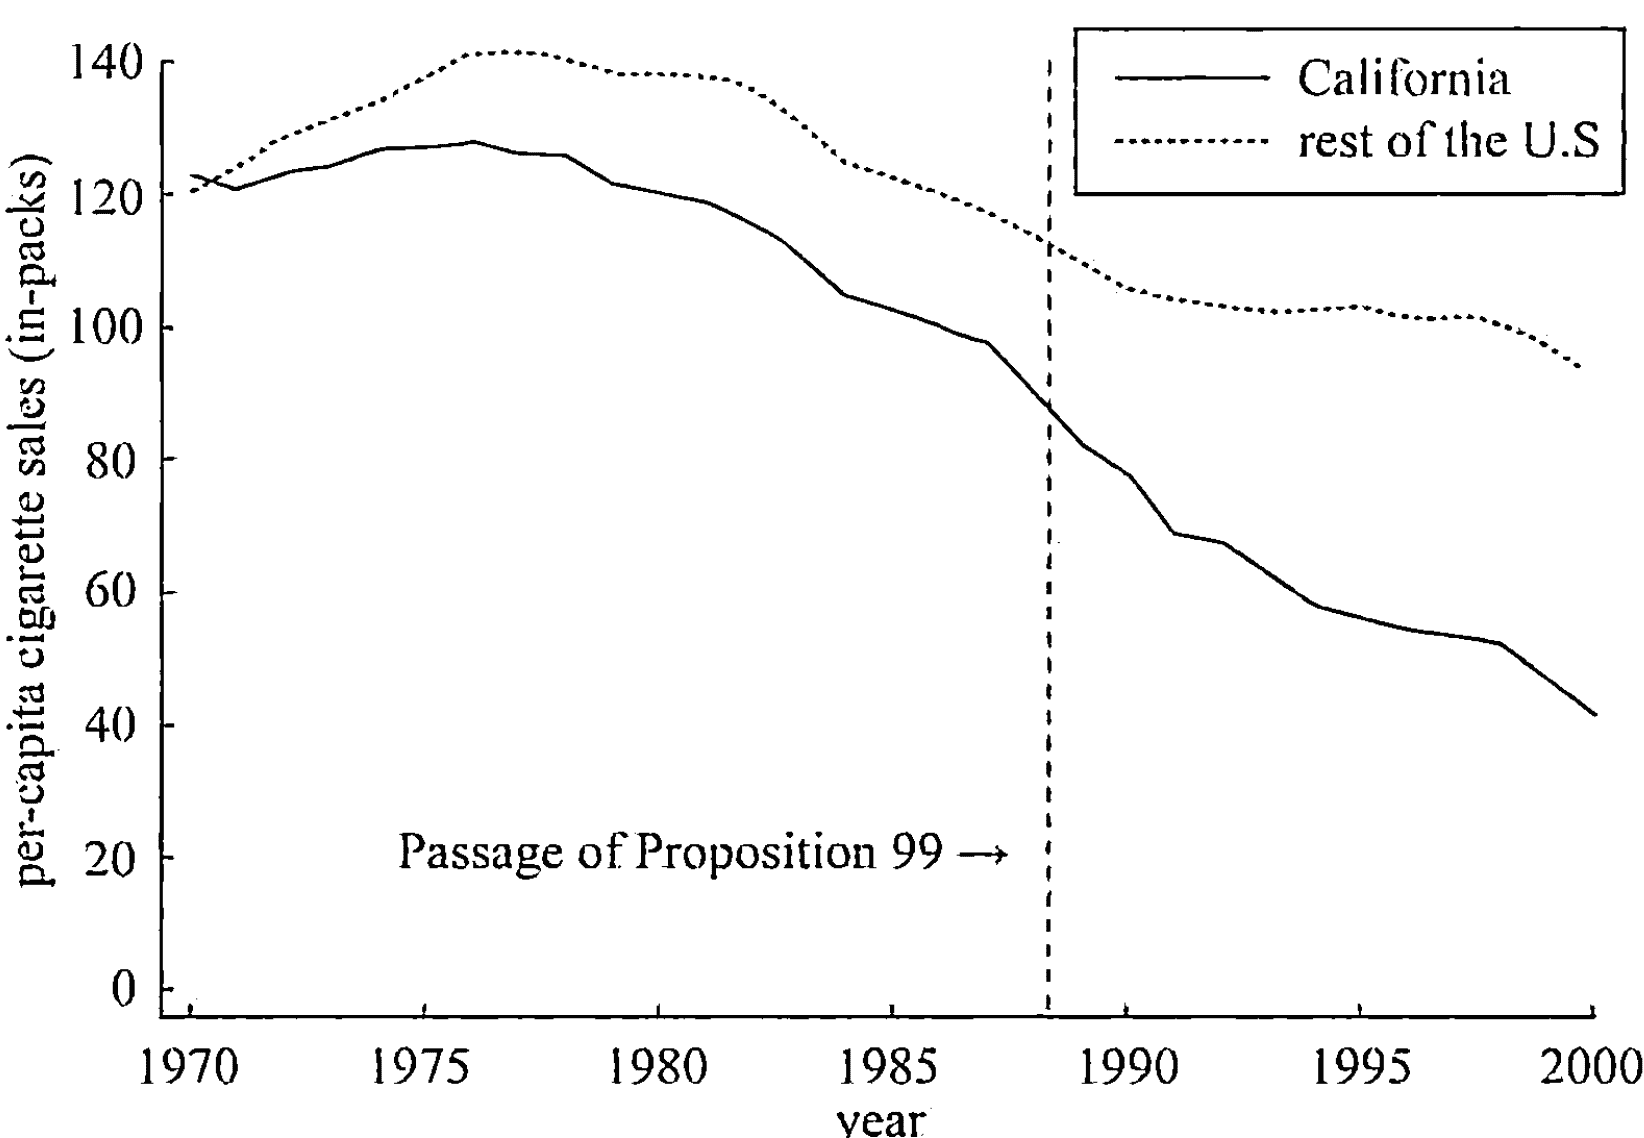 California
rest of the U.S
per-capita cigarette sales (in-packs)
140
120
100
80
60
40
20
0
Passage of Proposition 99 →
1970 1975 1980 1985 1990 1995 2000
year